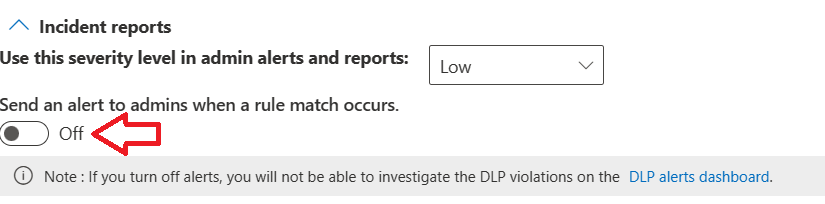 Incident reports
Use this severity level in admin alerts and reports:
Low
Send an alert to admins when a rule match occurs.
Off
Note : If you turn off alerts, you will not be able to investigate the DLP violations on the DLP alerts dashboard.